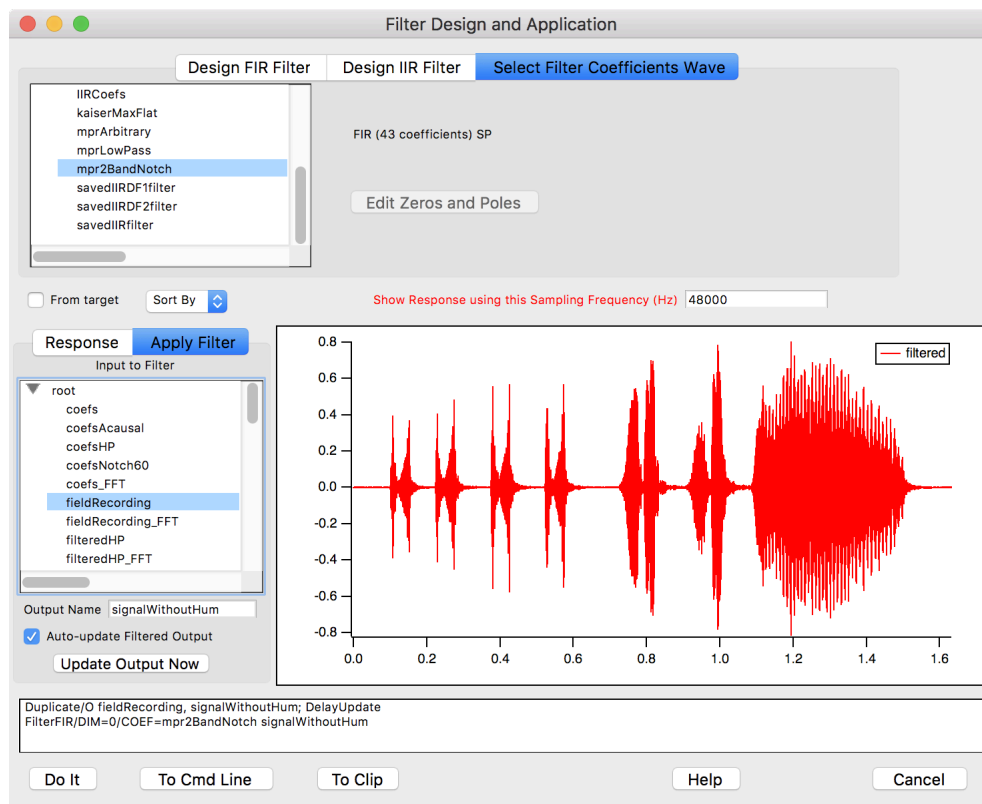 Filter Design and Application
Design FIR Filter
Design IIR Filter
Select Filter Coefficients Wave
IIRCoefs
kaiserMaxFlat
mprArbitrary
mprLowPass
mpr2BandNotch
savedIIRDF1filter
savedIIRDF2filter
savedIIRfilter
FIR (43 coefficients) SP
Edit Zeros and Poles
From target
Sort By
Show Response using this Sampling Frequency (Hz)
48000
Response
Apply Filter
Input to Filter
root
coefs
coefsAcausal
coefsHP
coefsNotch60
coefs_FFT
fieldRecording
fieldRecording_FFT
filteredHP
filteredHP_FFT
Output Name
signalWithoutHum
Auto-update Filtered Output
Update Output Now
0.8
0.6
0.4
0.2
0.0
-0.2
-0.4
-0.6
-0.8
0.0
0.2
0.4
0.6
0.8
1.0
1.2
1.4
1.6
filtered
Duplicate/O fieldRecording, signalWithoutHum; DelayUpdate
FilterFIR/DIM=0/COEF=mpr2BandNotch signalWithoutHum
Do It
To Cmd Line
To Clip
Help
Cancel